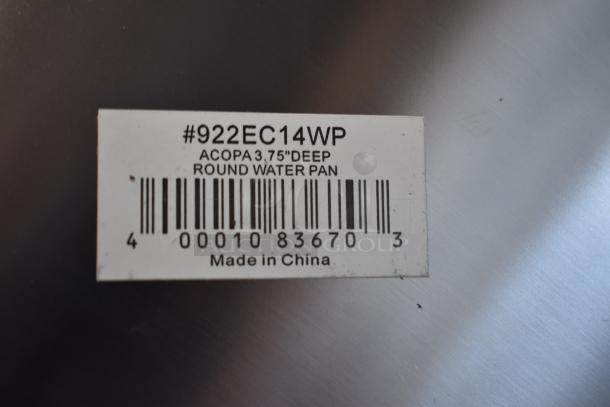 #922EC14WP
ACOPA 3.75"DEEP
ROUND WATER PAN
4 00010 83670 3
Made in China